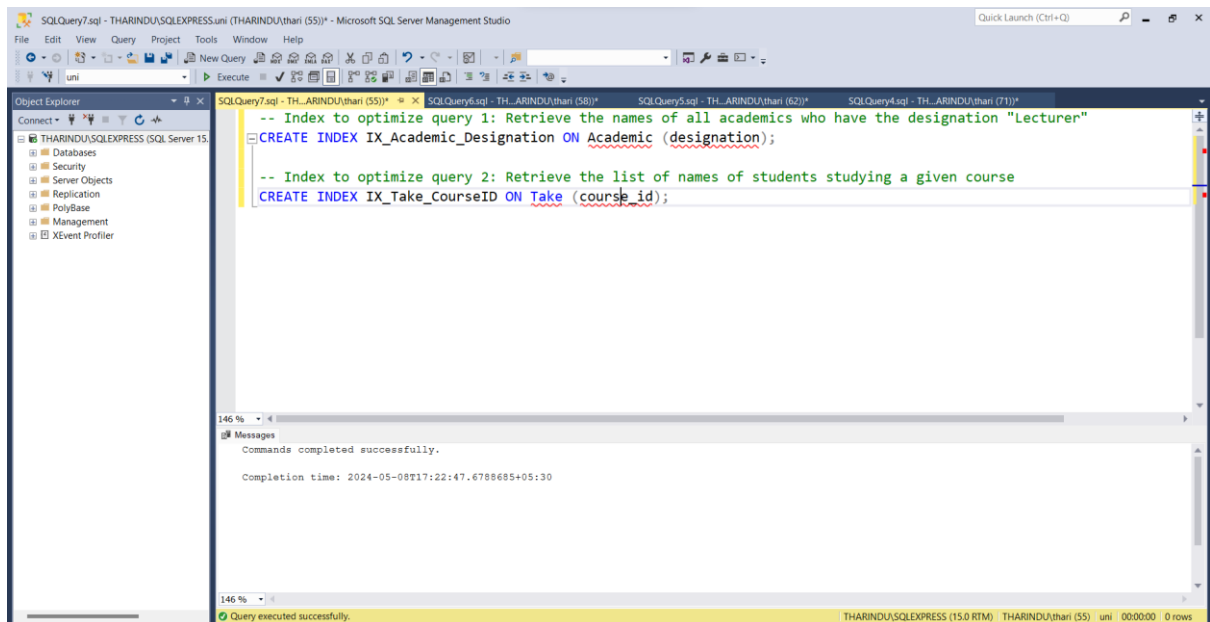 SQLQuery7.sql - THARINDU\SQLEXPRESS.uni (THARINDU\thari (55))* - Microsoft SQL Server Management Studio
Quick Launch (Ctrl+Q)
File Edit View Query Project Tools Window Help
New Query
uni
Execute
Object Explorer
SQLQuery7.sql - TH...ARINDU\thari (55))*
SQLQuery6.sql - TH...ARINDU\thari (58))*
SQLQuery5.sql - TH...ARINDU\thari (62))*
SQLQuery4.sql - TH...ARINDU\thari (71))*
Connect
THARINDU\SQLEXPRESS (SQL Server 15.
Databases
Security
Server Objects
Replication
PolyBase
Management
XEvent Profiler
-- Index to optimize query 1: Retrieve the names of all academics who have the designation "Lecturer"
CREATE INDEX IX_Academic_Designation ON Academic (designation);
-- Index to optimize query 2: Retrieve the list of names of students studying a given course
CREATE INDEX IX_Take_CourseID ON Take (course_id);
146 %
Messages
Commands completed successfully.
Completion time: 2024-05-08T17:22:47.6788685+05:30
146 %
Query executed successfully.
THARINDU\SQLEXPRESS (15.0 RTM) THARINDU\thari (55) uni 00:00:00 0 rows